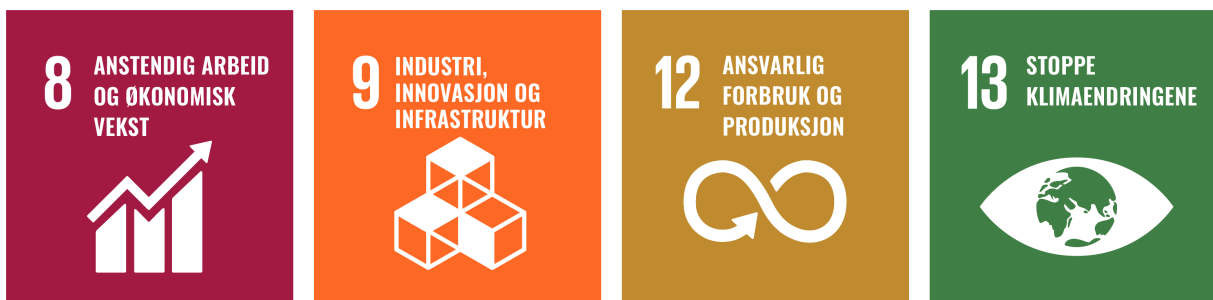 8 ANSTENDIG ARBEID
OG ØKONOMISK
VEKST
9 INDUSTRI,
INNOVASJON OG
INFRASTRUKTUR
12 ANSVARLIG
FORBRUK OG
PRODUKSJON
13 STOPPE
KLIMAENDRINGENE